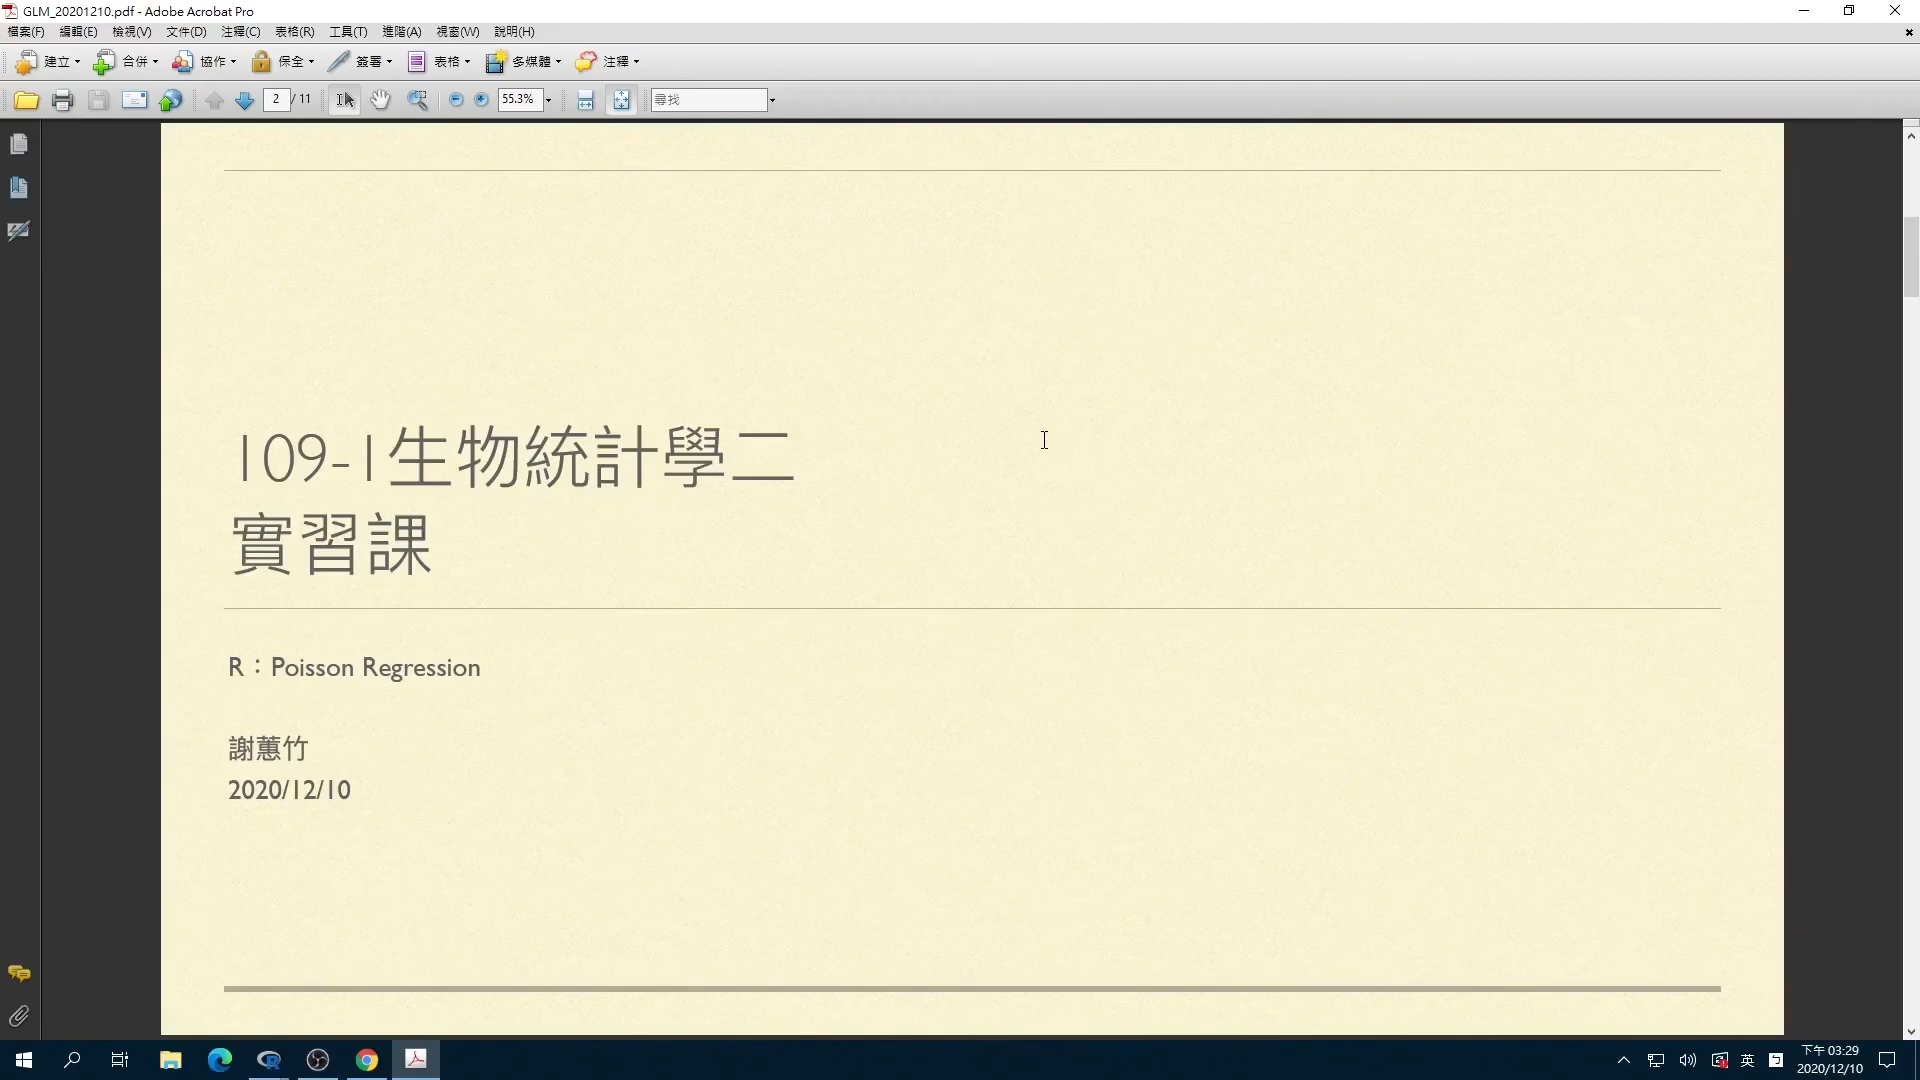 GLM_20201210.pdf - Adobe Acrobat Pro
檔案(F) 編輯(E) 檢視(V) 文件(D) 注釋(C) 表格(R) 工具(T) 進階(A) 視窗(W) 說明(H)
建立 合併 協作 保全 簽署 表格 多媒體 注釋
2 / 11 55.3% 尋找
109-1生物統計學二
實習課
R：Poisson Regression
謝蕙竹
2020/12/10
英
下午 03:29
2020/12/10